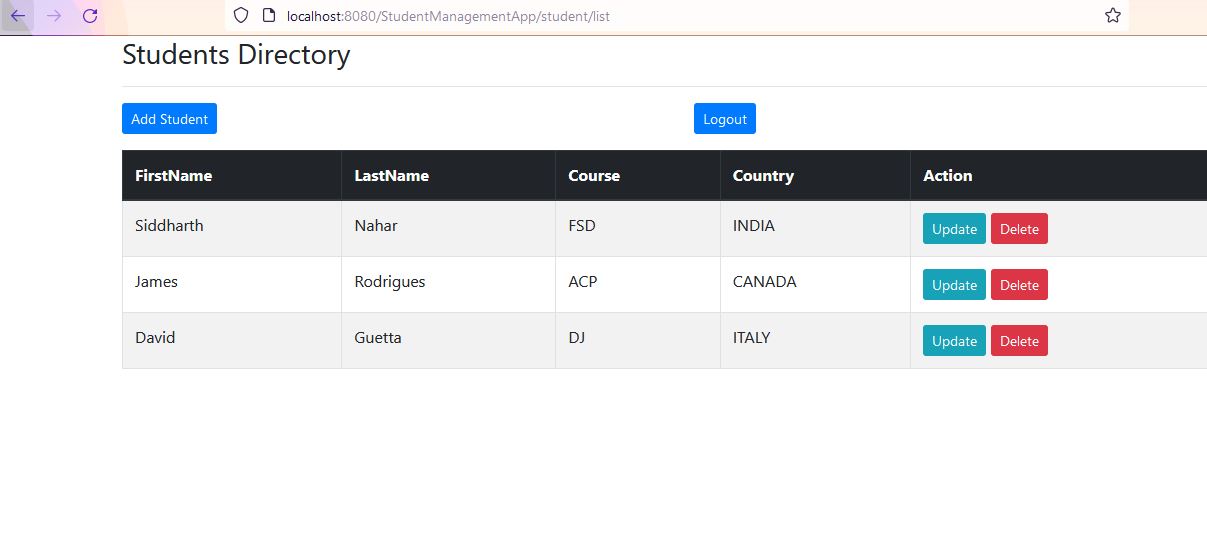 localhost:8080/StudentManagementApp/student/list
Students Directory
Add Student Logout
FirstName LastName Course Country Action
Siddharth Nahar FSD INDIA Update Delete
James Rodrigues ACP CANADA Update Delete
David Guetta DJ ITALY Update Delete